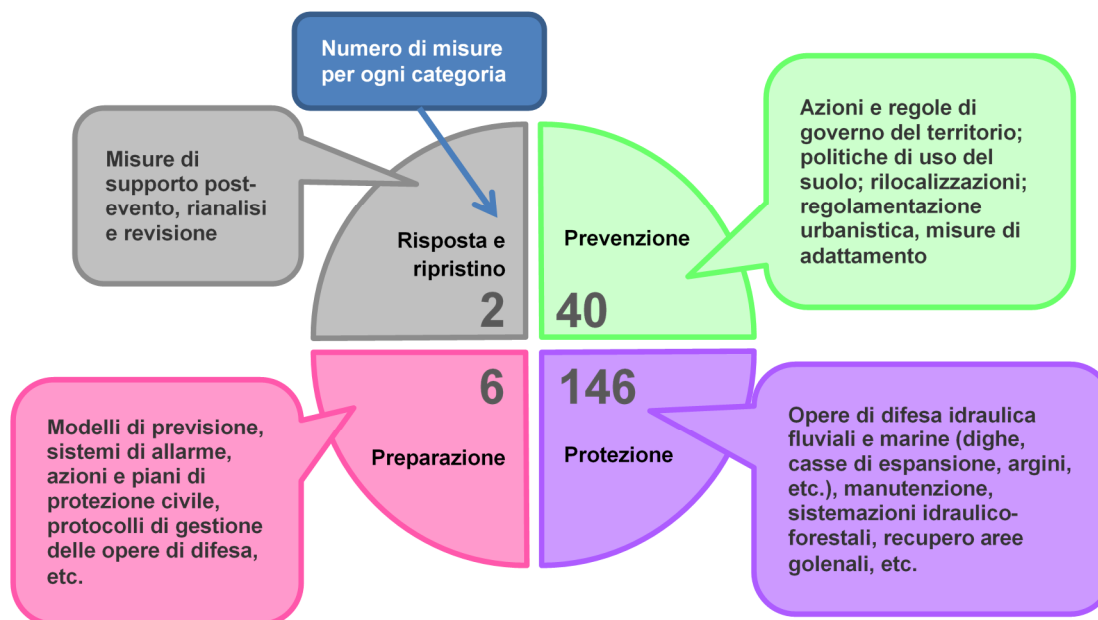 Numero di misure
per ogni categoria
Misure di
supporto post-
evento, rianalisi
e revisione
Risposta e
ripristino
2
Prevenzione
40
Azioni e regole di
governo del territorio;
politiche di uso del
suolo; rilocalizzazioni;
regolamentazione
urbanistica, misure di
adattamento
Modelli di previsione,
sistemi di allarme,
azioni e piani di
protezione civile,
protocolli di gestione
delle opere di difesa,
etc.
6
Preparazione
146
Protezione
Opere di difesa idraulica
fluviali e marine (dighe,
casse di espansione, argini,
etc.), manutenzione,
sistemazioni idraulico-
forestali, recupero aree
golenali, etc.